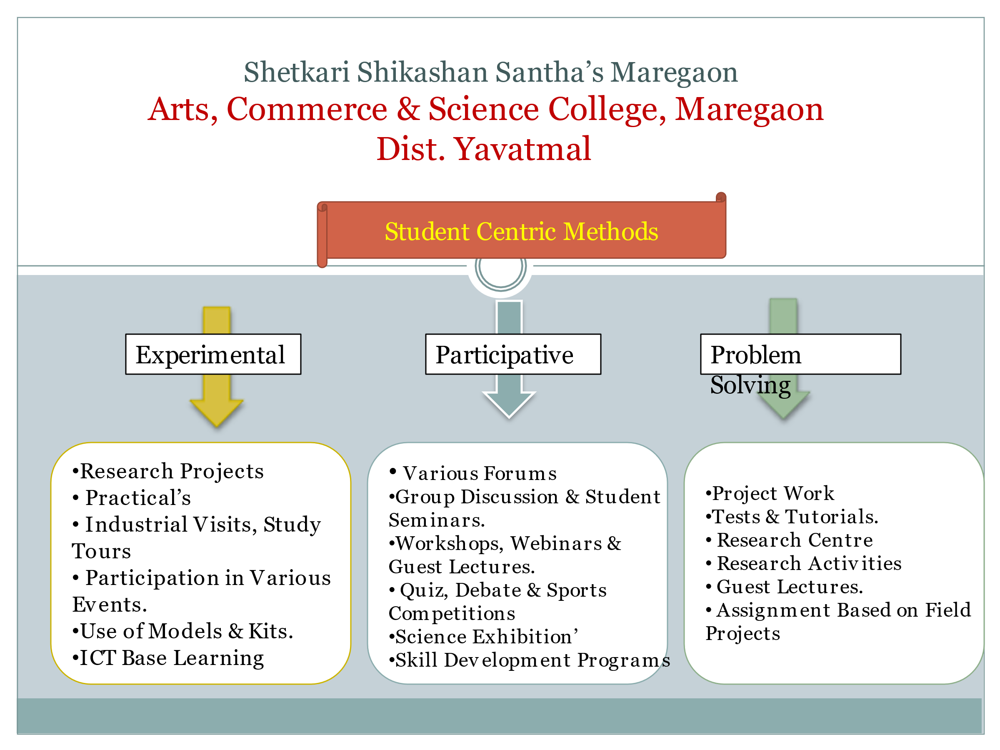 Shetkari Shikashan Santha’s Maregaon
Arts, Commerce & Science College, Maregaon
Dist. Yavatmal
Student Centric Methods
Experimental
Participative
Problem
Solving
•Research Projects
• Practical’s
• Industrial Visits, Study
Tours
• Participation in Various
Events.
•Use of Models & Kits.
•ICT Base Learning
• Various Forums
•Group Discussion & Student
Seminars.
•Workshops, Webinars &
Guest Lectures.
• Quiz, Debate & Sports
Competitions
•Science Exhibition’
•Skill Development Programs
•Project Work
•Tests & Tutorials.
• Research Centre
• Research Activities
• Guest Lectures.
• Assignment Based on Field
Projects